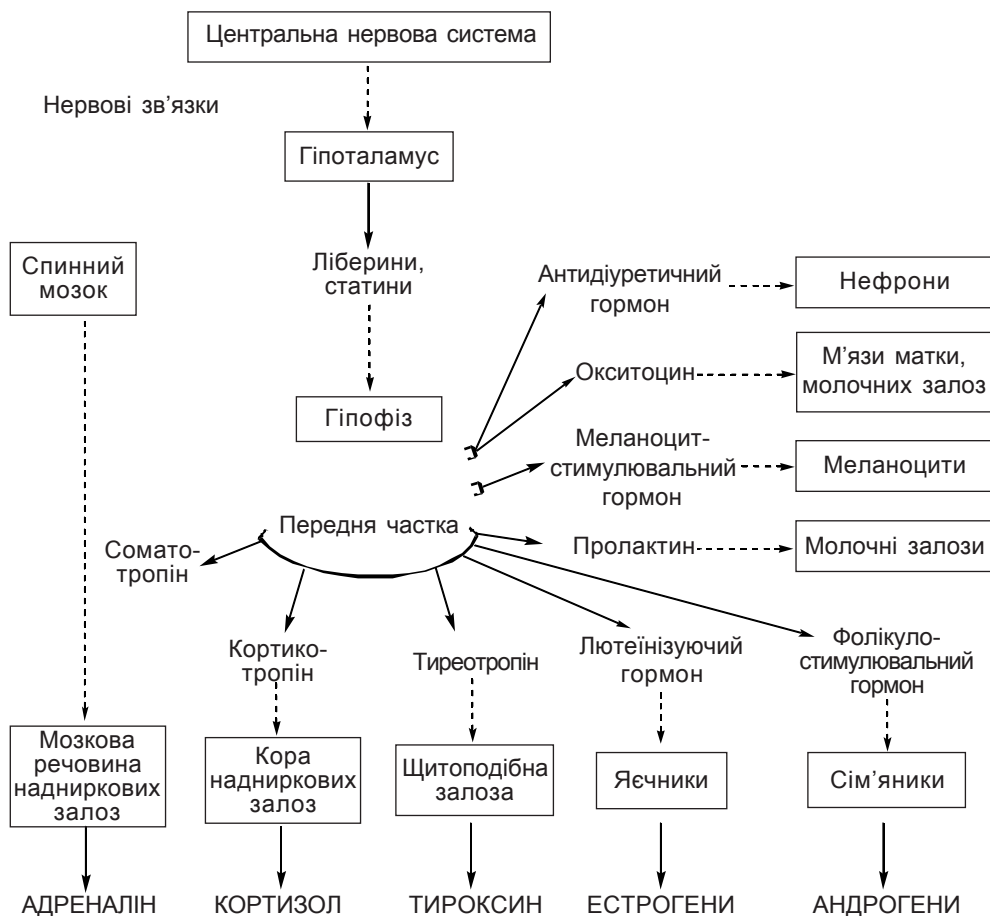 Центральна нервова система
Нервові зв’язки
Гіпоталамус
Спинний
мозок
Ліберини,
статини
Антидіуретичний
гормон
Нефрони
Окситоцин
М’язи матки,
молочних залоз
Гіпофіз
Меланоцит-
стимулювальний
гормон
Меланоцити
Передня частка
Сомато-
тропін
Пролактин
Молочні залози
Кортико-
тропін
Тиреотропін
Лютеїнізуючий
гормон
Фолікуло-
стимулювальний
гормон
Мозкова
речовина
надниркових
залоз
Кора
надниркових
залоз
Щитоподібна
залоза
Яєчники
Сім’яники
АДРЕНАЛІН
КОРТИЗОЛ
ТИРОКСИН
ЕСТРОГЕНИ
АНДРОГЕНИ